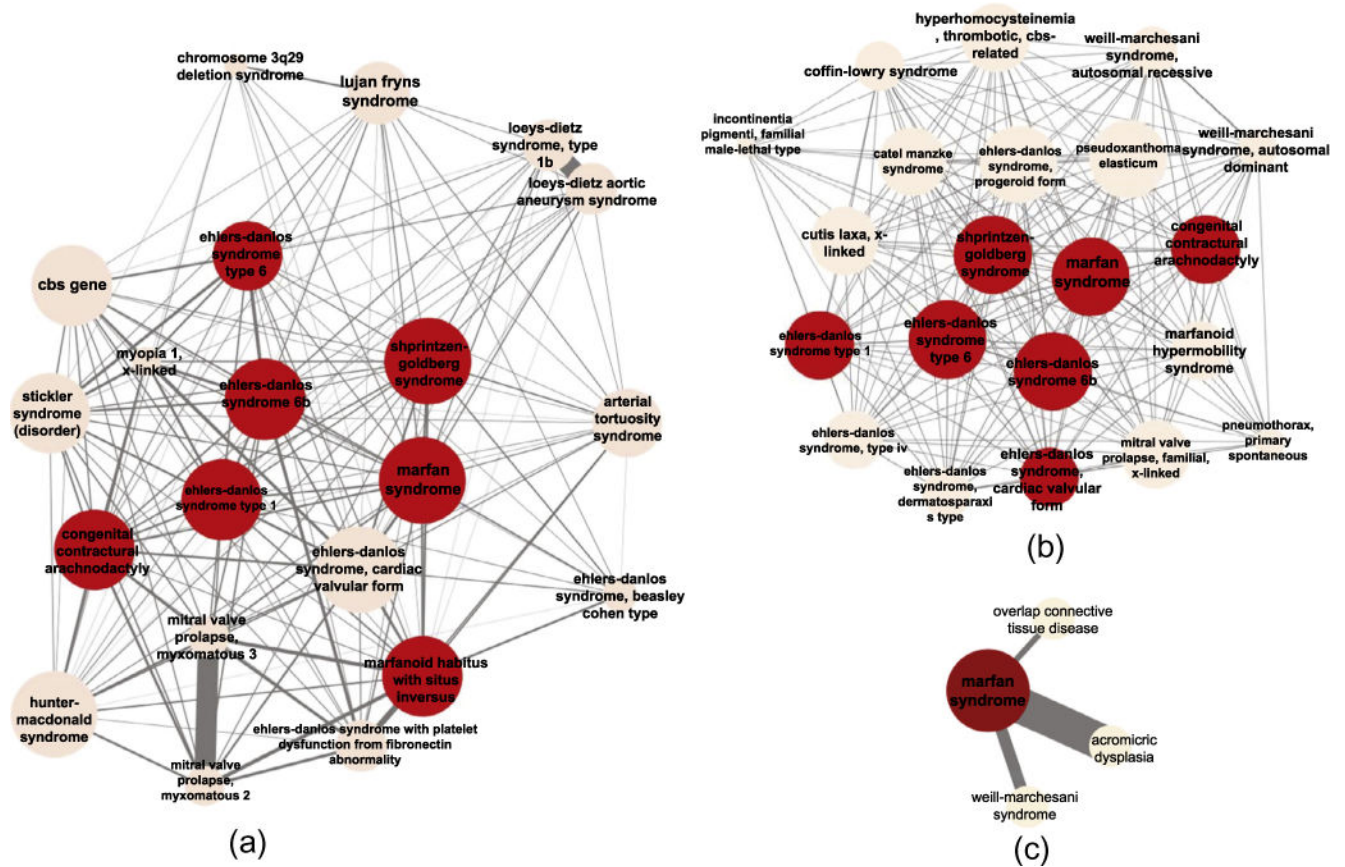 chromosome 3q29
deletion syndrome
lujan fryns
syndrome
loeys-dietz
syndrome, type
1b
loeys-dietz aortic
aneurysm syndrome
ehlers-danlos
syndrome
type 6
cbs gene
myopia 1,
x-linked
shprintzen-
goldberg
syndrome
ehlers-danlos
syndrome 6b
stickler
syndrome
(disorder)
arterial
tortuosity
syndrome
marfan
syndrome
ehlers-danlos
syndrome type 1
congenital
contractural
arachnodactyly
ehlers-danlos
syndrome, cardiac
valvular form
ehlers-danlos
syndrome, beasley
cohen type
mitral valve
prolapse,
myxomatous 3
marfanoid habitus
with situs
inversus
hunter-
macdonald
syndrome
ehlers-danlos syndrome with platelet
dysfunction from fibronectin
abnormality
mitral valve
prolapse,
myxomatous 2
(a)
hyperhomocysteinemia
, thrombotic, cbs-
related
weill-marchesani
syndrome,
autosomal recessive
coffin-lowry syndrome
incontinentia
pigmenti, familial
male-lethal type
catel manzke
syndrome
ehlers-danlos
syndrome,
progeroid form
pseudoxanthoma
elasticum
weill-marchesani
syndrome, autosomal
dominant
cutis laxa, x-
linked
shprintzen-
goldberg
syndrome
marfan
syndrome
congenital
contractural
arachnodactyly
ehlers-danlos
syndrome type 1
ehlers-danlos
syndrome
type 6
ehlers-danlos
syndrome 6b
marfanoid
hypermobility
syndrome
ehlers-danlos
syndrome, type iv
ehlers-danlos
syndrome,
dermatosparaxi
s type
ehlers-danlos
syndrome,
cardiac valvular
form
mitral valve
prolapse, familial,
x-linked
pneumothorax,
primary
spontaneous
(b)
overlap connective
tissue disease
marfan
syndrome
acromicric
dysplasia
weill-marchesani
syndrome
(c)